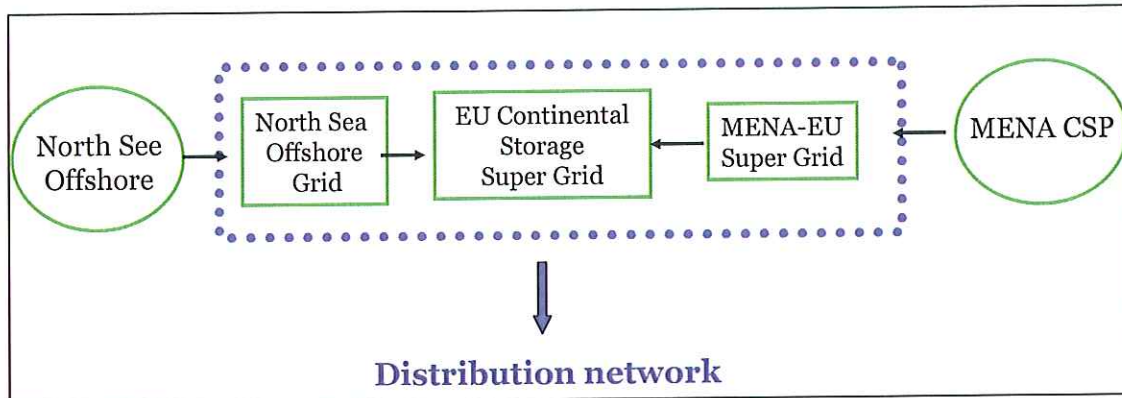 North See
Offshore
North Sea
Offshore
Grid
EU Continental
Storage
Super Grid
MENA-EU
Super Grid
MENA CSP
Distribution network